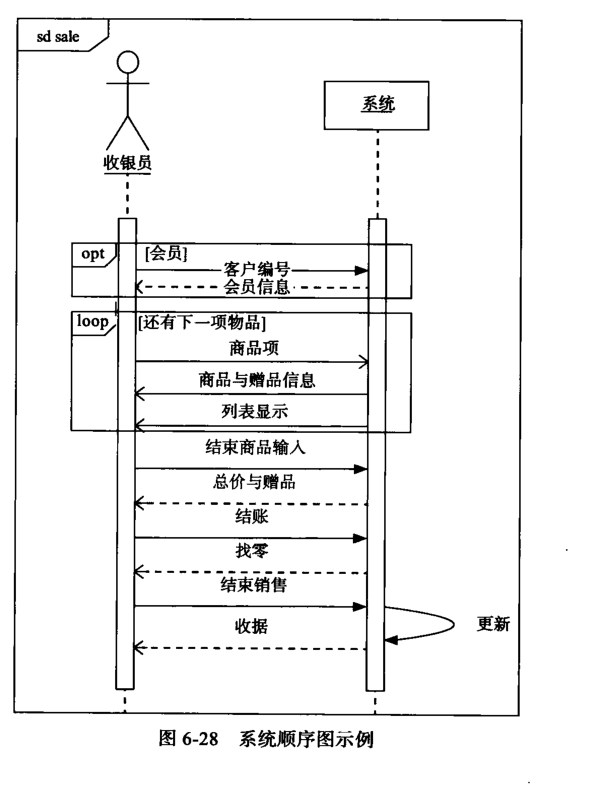 sd sale
系统
收银员
opt
[会员]
客户编号
会员信息
loop
[还有下一项物品]
商品项
商品与赠品信息
列表显示
结束商品输入
总价与赠品
结账
找零
结束销售
收据
更新
图 6-28 系统顺序图示例